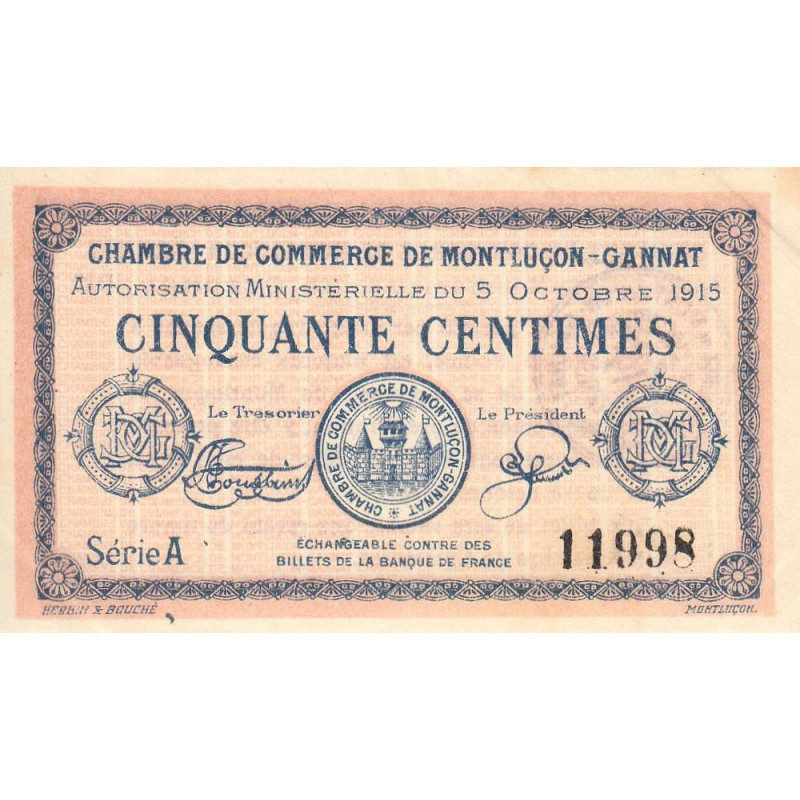 CHAMBRE DE COMMERCE DE MONTLUÇON-GANNAT
AUTORISATION MINISTÉRIELLE DU 5 OCTOBRE 1915
CINQUANTE CENTIMES
Le Tresorier
Le Président
CHAMBRE DE COMMERCE DE MONTLUÇON-GANNAT
Série A
ÉCHANGEABLE CONTRE DES
BILLETS DE LA BANQUE DE FRANCE
11998
HERBIN & BOUCHÉ
MONTLUÇON.